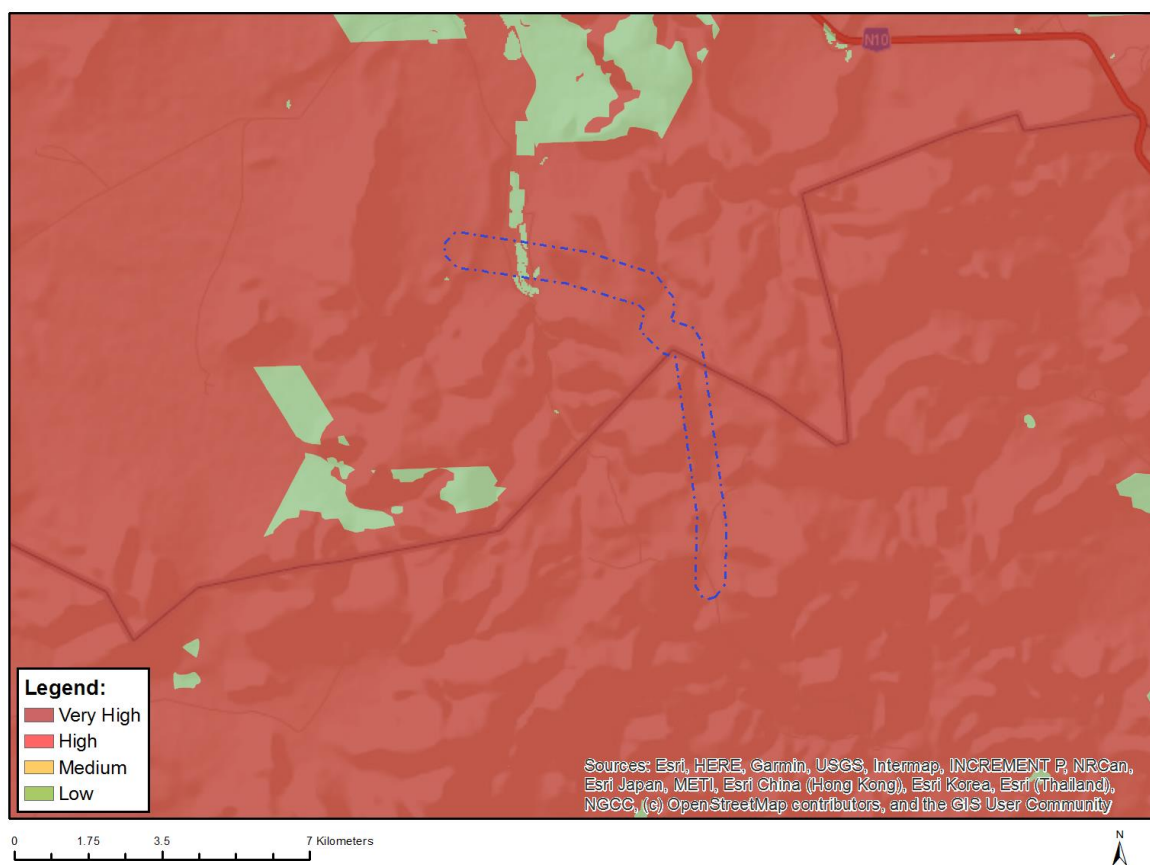 N10
Legend:
Very High
High
Medium
Low
Sources: Esri, HERE, Garmin, USGS, Intermap, INCREMENT P, NRCan,
Esri Japan, METI, Esri China (Hong Kong), Esri Korea, Esri (Thailand),
NGCC, (c) OpenStreetMap contributors, and the GIS User Community
0 1.75 3.5 7 Kilometers
N